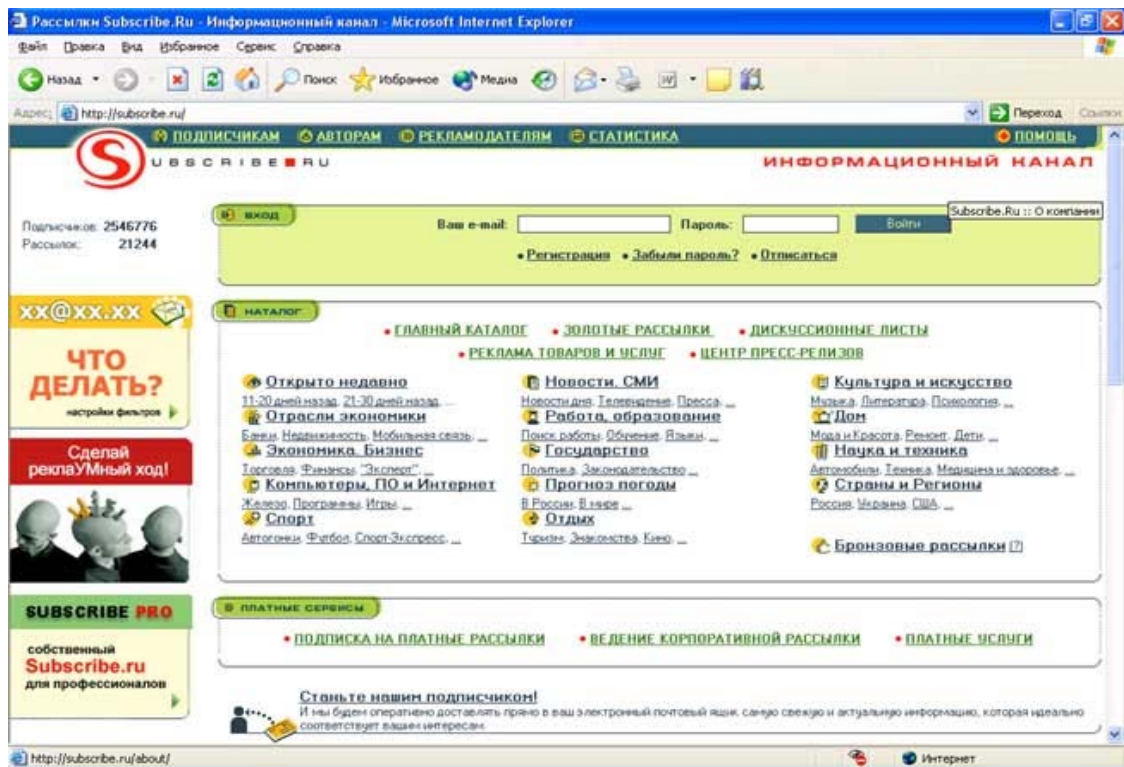 Рассылки Subscribe.Ru - Информационный канал - Microsoft Internet Explorer
Файл Правка Вид Избранное Сервис Справка
Назад Поиск Избранное Медиа
Адрес: http://subscribe.ru/ Переход Ссылки
ПОДПИСЧИКАМ АВТОРАМ РЕКЛАМОДАТЕЛЯМ СТАТИСТИКА ПОМОЩЬ
SUBSCRIBE RU ИНФОРМАЦИОННЫЙ КАНАЛ
Subscribe.Ru :: О компании
Подписчиков: 2546776
Рассылок: 21244
ВХОД
Ваш e-mail: Пароль: Войти
Регистрация Забыли пароль? Отписаться
xx@xx.xx
ЧТО
ДЕЛАТЬ?
настройки фильтров
Сделай
реклаУМный ход!
SUBSCRIBE PRO
собственный
Subscribe.ru
для профессионалов
КАТАЛОГ
ГЛАВНЫЙ КАТАЛОГ ЗОЛОТЫЕ РАССЫЛКИ ДИСКУССИОННЫЕ ЛИСТЫ
РЕКЛАМА ТОВАРОВ И УСЛУГ ЦЕНТР ПРЕСС-РЕЛИЗОВ
Открыто недавно
11-20 дней назад, 21-30 дней назад, ...
Отрасли экономики
Банки, Недвижимость, Мобильная связь, ...
Экономика. Бизнес
Торговля, Финансы, "Эксперт", ...
Компьютеры, ПО и Интернет
Железо, Программы, Игры, ...
Спорт
Автогонки, Футбол, Спорт-Экспресс, ...
Новости. СМИ
Новости дня, Телевидение, Пресса, ...
Работа, образование
Поиск работы, Обучение, Языки, ...
Государство
Политика, Законодательство ...
Прогноз погоды
В России, В мире ...
Отдых
Туризм, Знакомства, Кино, ...
Культура и искусство
Музыка, Литература, Психология, ...
Дом
Мода и Красота, Ремонт, Дети, ...
Наука и техника
Автомобили, Техника, Медицина и здоровье, ...
Страны и Регионы
Россия, Украина, США, ...
Бронзовые рассылки [?]
ПЛАТНЫЕ СЕРВИСЫ
ПОДПИСКА НА ПЛАТНЫЕ РАССЫЛКИ ВЕДЕНИЕ КОРПОРАТИВНОЙ РАССЫЛКИ ПЛАТНЫЕ УСЛУГИ
Станьте нашим подписчиком!
И мы будем оперативно доставлять прямо в ваш электронный почтовый ящик самую свежую и актуальную информацию, которая идеально
соответствует вашим интересам.
http://subscribe.ru/about/ Интернет